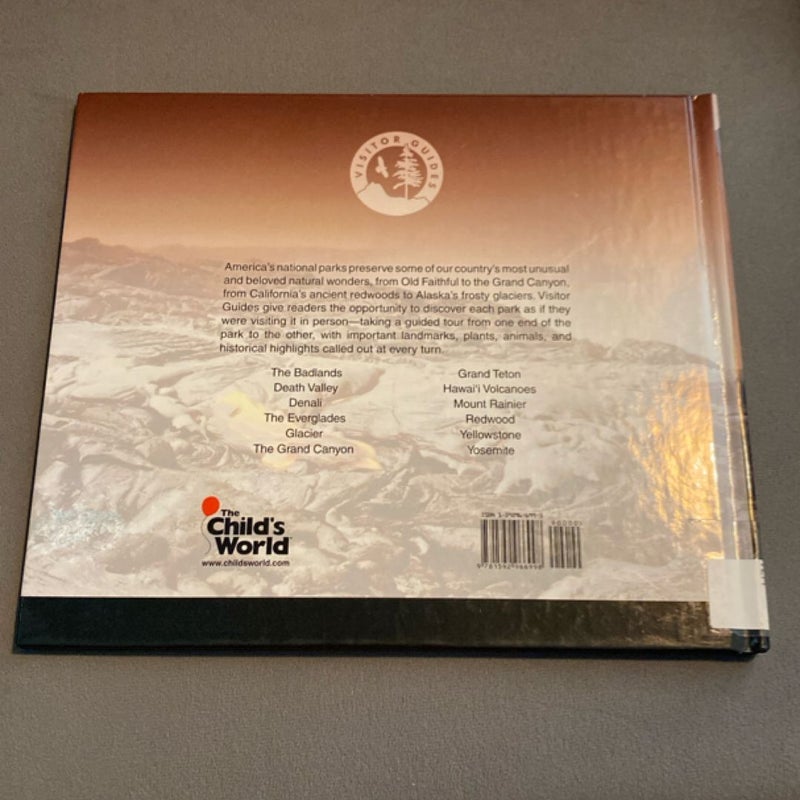 VISITOR GUIDES
America's national parks preserve some of our country's most unusual
and beloved natural wonders, from Old Faithful to the Grand Canyon,
from California's ancient redwoods to Alaska's frosty glaciers. Visitor
Guides give readers the opportunity to discover each park as if they
were visiting it in person—taking a guided tour from one end of the
park to the other, with important landmarks, plants, animals, and
historical highlights called out at every turn.
The Badlands
Death Valley
Denali
The Everglades
Glacier
The Grand Canyon
Grand Teton
Hawai'i Volcanoes
Mount Rainier
Redwood
Yellowstone
Yosemite
The
Child's
World
www.childsworld.com
ISBN
90000
9 781592 966998